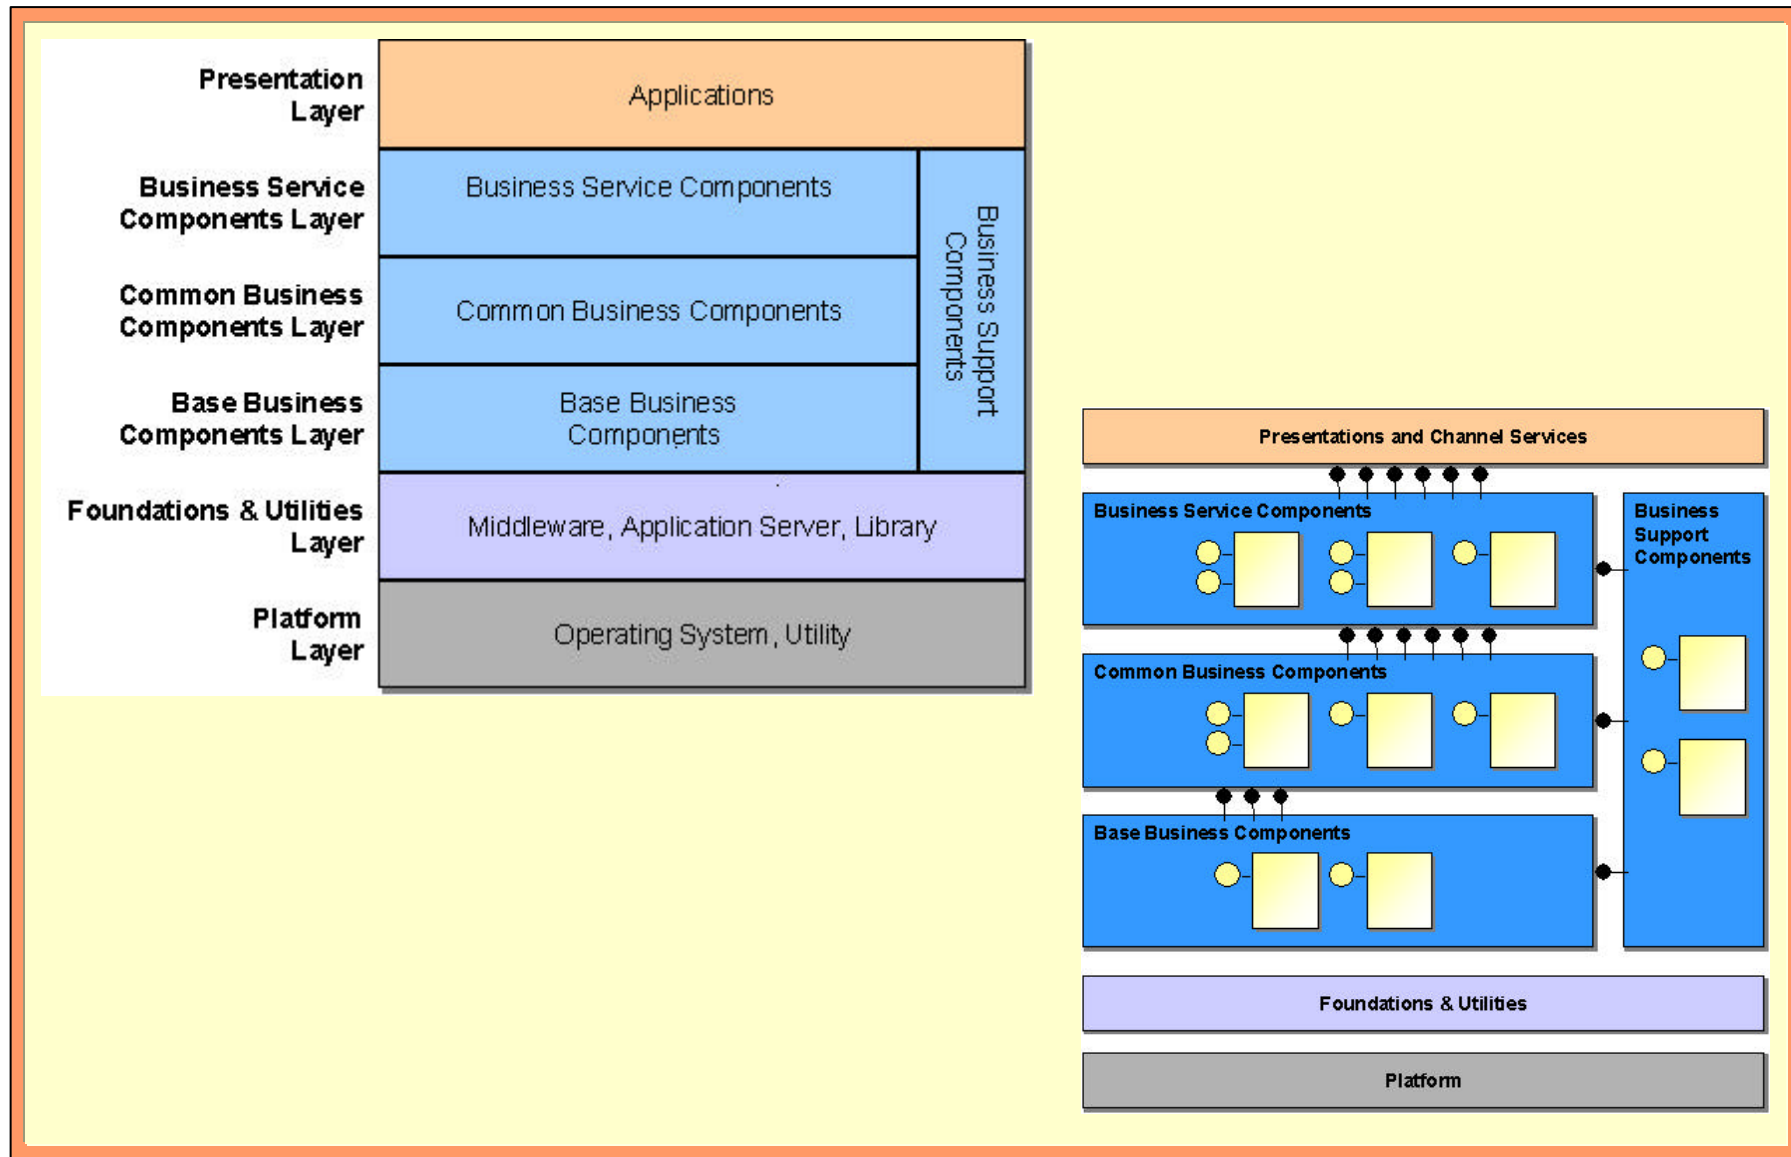 Presentation
Layer
Applications
Business Service
Components Layer
Business Service Components
Common Business
Components Layer
Common Business Components
Base Business
Components Layer
Base Business
Components
Business Support
Components
Foundations & Utilities
Layer
Middleware, Application Server, Library
Platform
Layer
Operating System, Utility
Presentations and Channel Services
Business Service Components
Business
Support
Components
Common Business Components
Base Business Components
Foundations & Utilities
Platform